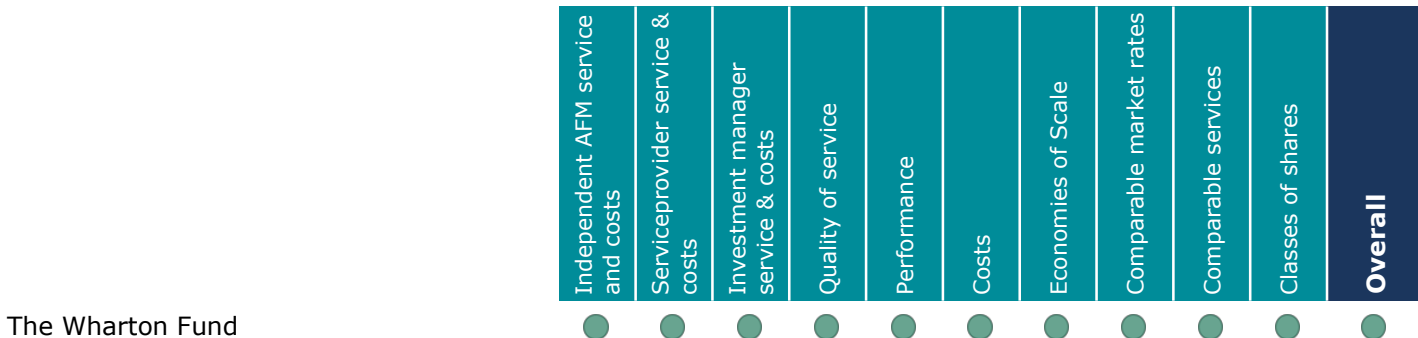 Independent AFM service
and costs
Serviceprovider service &
costs
Investment manager
service & costs
Quality of service
Performance
Costs
Economies of Scale
Comparable market rates
Comparable services
Classes of shares
Overall
The Wharton Fund